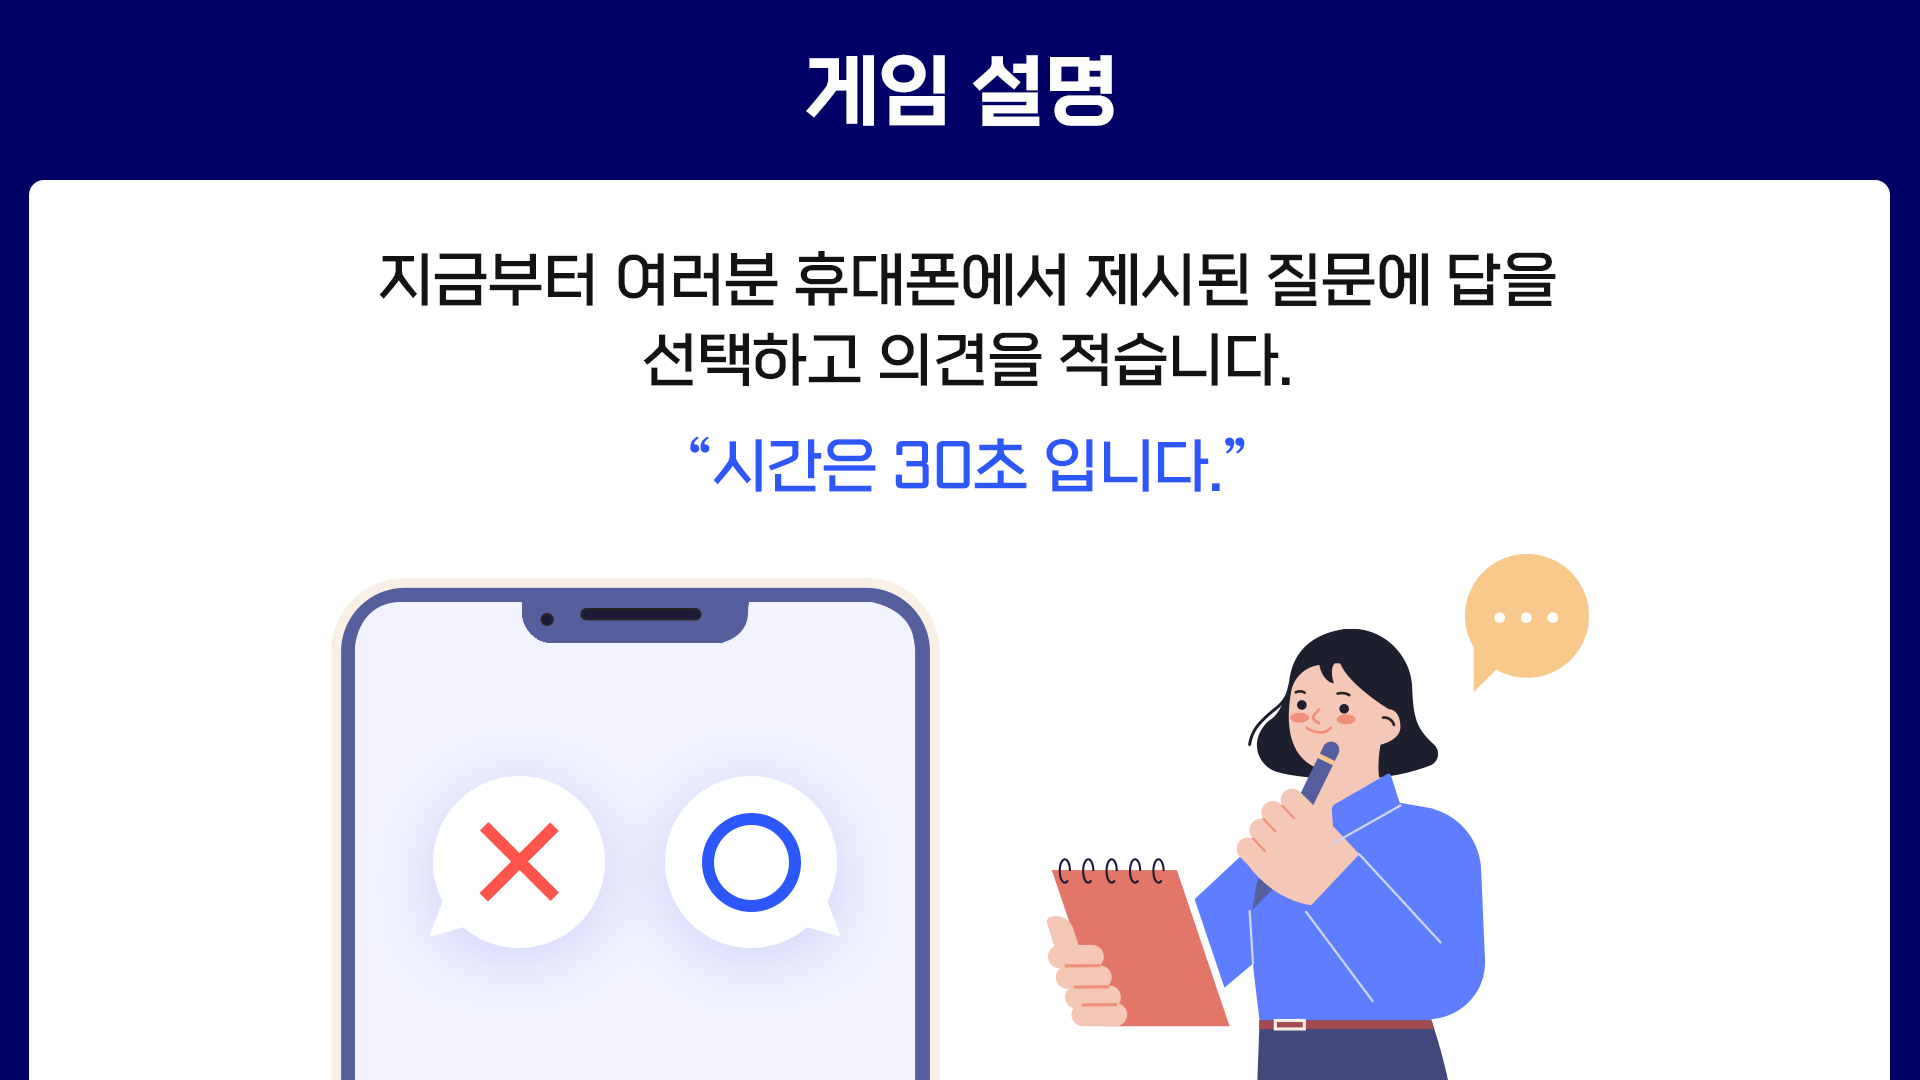 게임 설명
지금부터 여러분 휴대폰에서 제시된 질문에 답을
선택하고 의견을 적습니다.
“시간은 30초 입니다.”